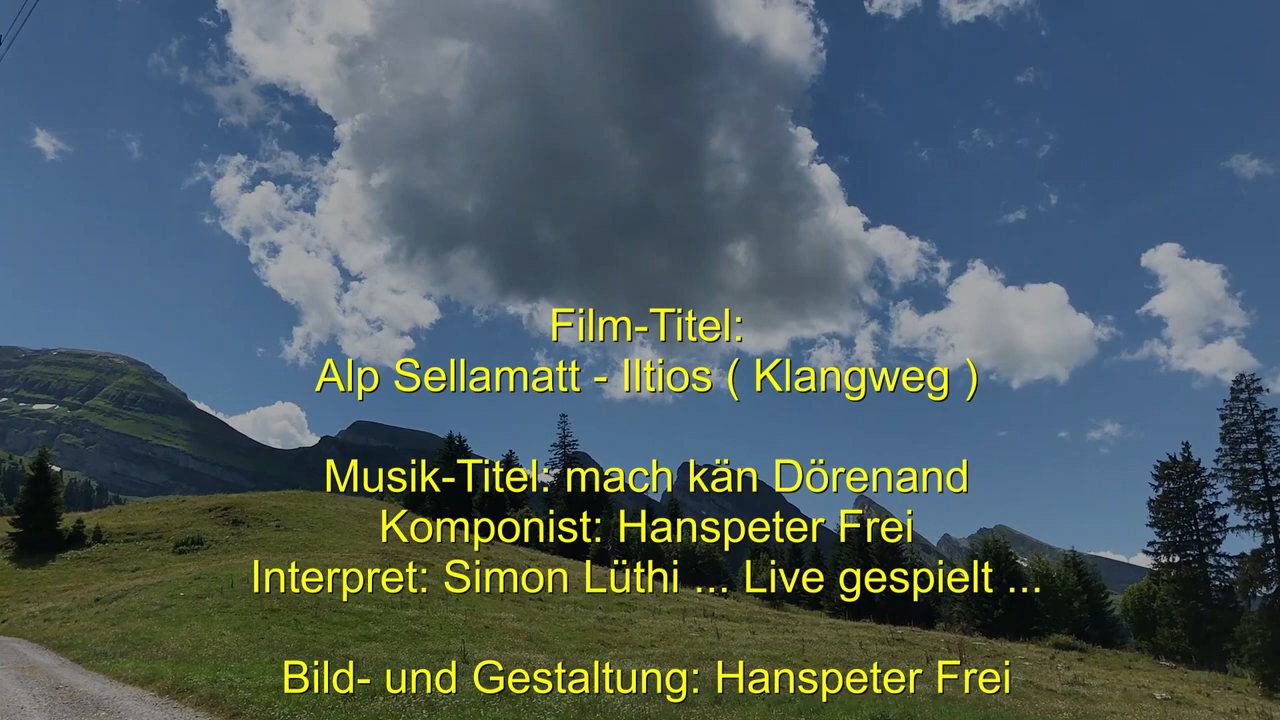 Film-Titel:
Alp Sellamatt - Iltios ( Klangweg )
Musik-Titel: mach kän Dörenand
Komponist: Hanspeter Frei
Interpret: Simon Lüthi ... Live gespielt ...
Bild- und Gestaltung: Hanspeter Frei